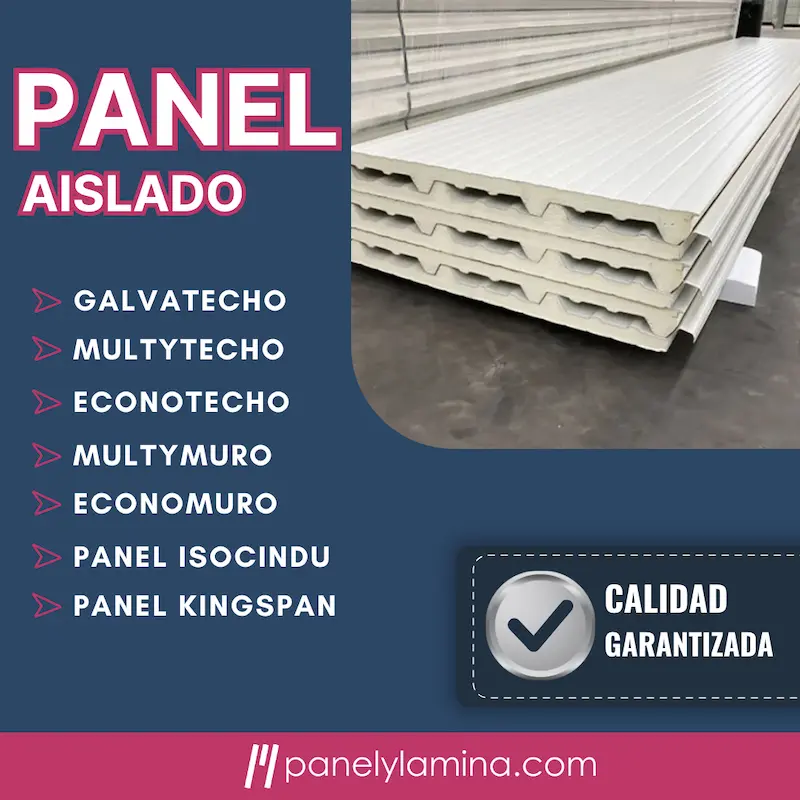 PANEL
AISLADO
GALVATECHO
MULTYTECHO
ECONOTECHO
MULTYMURO
ECONOMURO
PANEL ISOCINDU
PANEL KINGSPAN
CALIDAD
GARANTIZADA
panelylamina.com